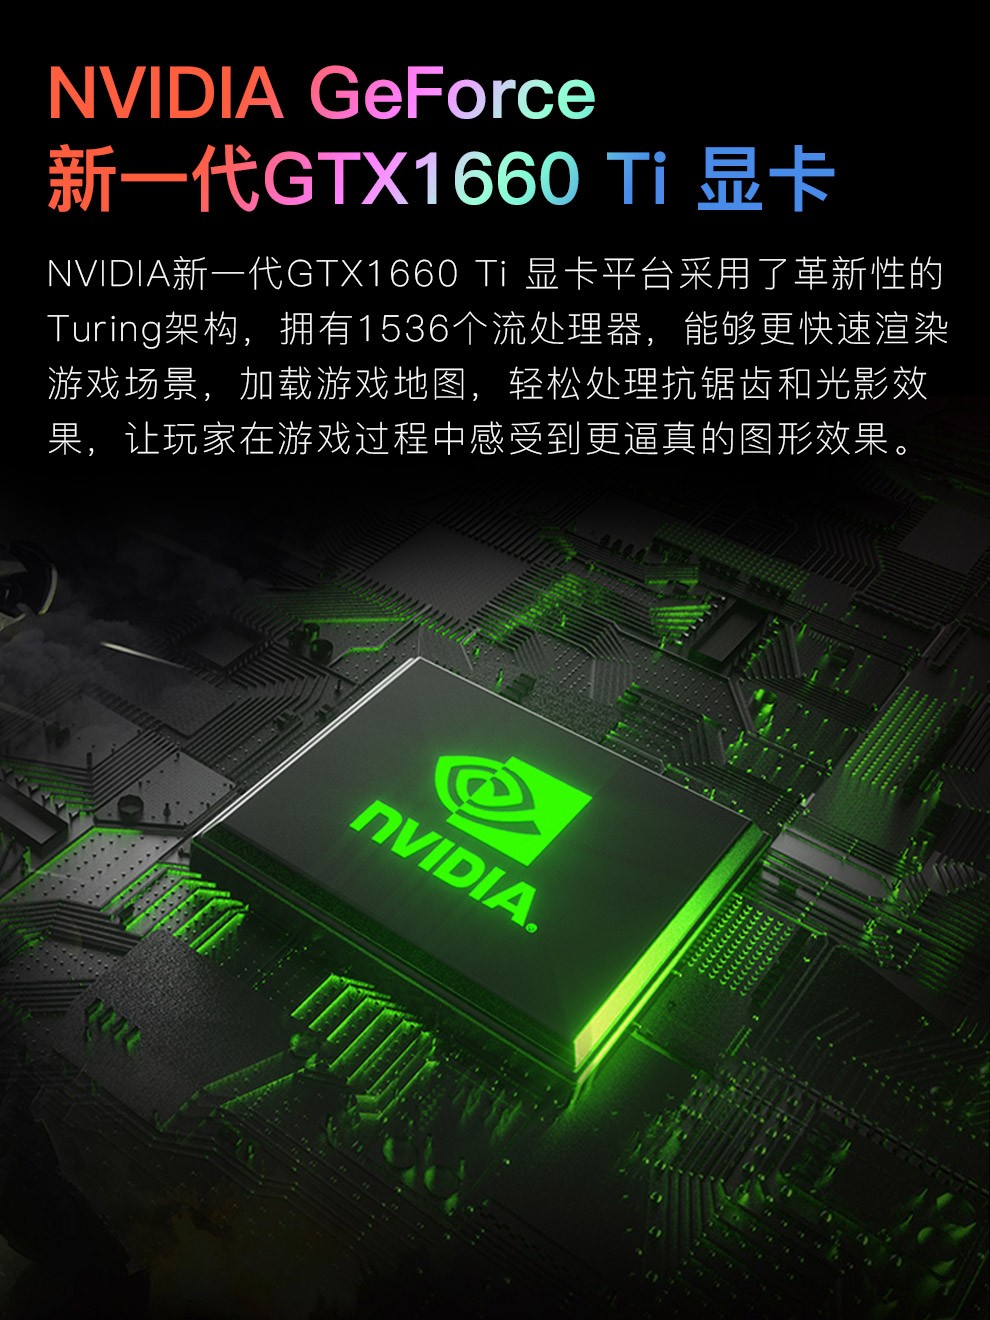 NVIDIA GeForce
新一代GTX1660 Ti 显卡
NVIDIA新一代GTX1660 Ti 显卡平台采用了革新性的
Turing架构，拥有1536个流处理器，能够更快速渲染
游戏场景，加载游戏地图，轻松处理抗锯齿和光影效
果，让玩家在游戏过程中感受到更逼真的图形效果。
nVIDIA®